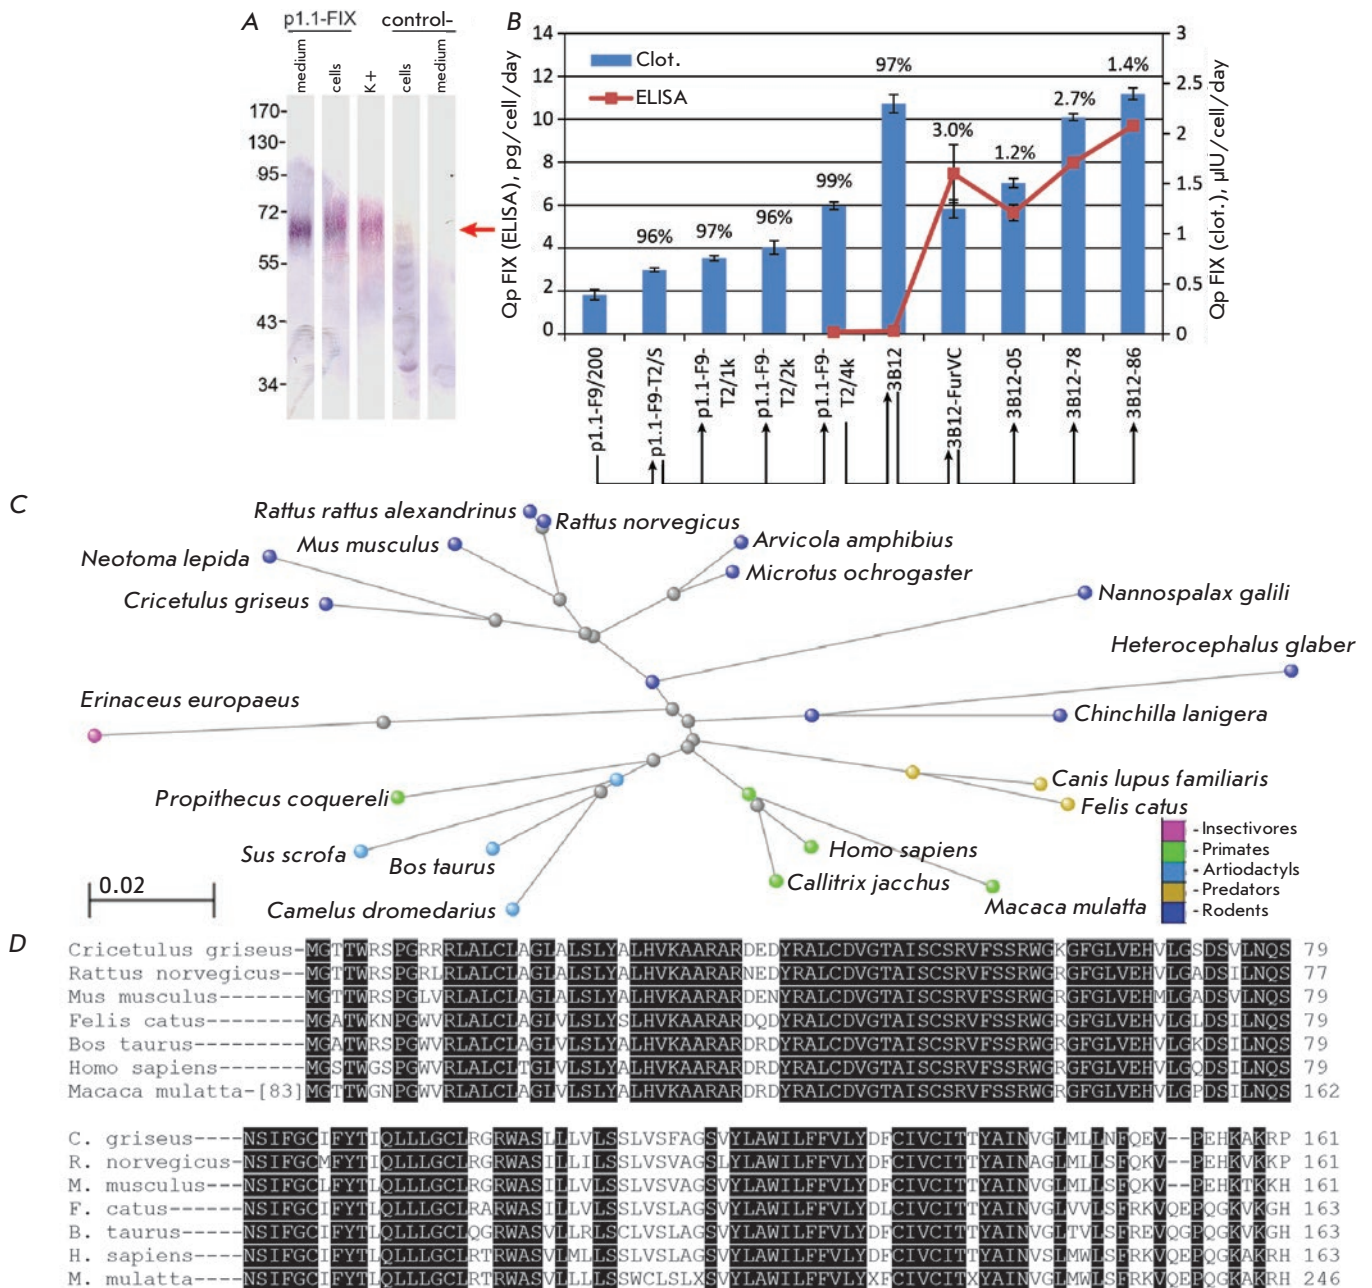 A
p1.1-FIX
control-
medium
cells
K+
cells
medium
170-
130-
95-
72-
55-
43-
34-
B
Qp FIX (ELISA), pg/cell/day
14
12
10
8
6
4
2
0
Clot.
ELISA
96%
97%
96%
99%
97%
3.0%
1.2%
2.7%
1.4%
3
2.5
2
1.5
1
0.5
0
Qp FIX (clot.), µIU/cell/day
p1.1-F9/200
p1.1-F9-T2/S
p1.1-F9-
T2/1k
p1.1-F9-
T2/2k
p1.1-F9-
T2/4k
3B12
3B12-FurVC
3B12-05
3B12-78
3B12-86
C
Rattus rattus alexandrinus
Rattus norvegicus
Mus musculus
Arvicola amphibius
Neotoma lepida
Microtus ochrogaster
Cricetulus griseus
Nannospalax galili
Heterocephalus glaber
Erinaceus europaeus
Chinchilla lanigera
Propithecus coquereli
Canis lupus familiaris
Felis catus
Sus scrofa
Bos taurus
Homo sapiens
Callitrix jacchus
Camelus dromedarius
Macaca mulatta
0.02
- Insectivores
- Primates
- Artiodactyls
- Predators
- Rodents
D
Cricetulus griseus-MGTTWRSPGRRRLALCLAGLALSLYALHVKAARARDEDYRALCDVGTAISCSRVFSSRWGKGFGLVEHVLGSDSVLNQS 79
Rattus norvegicus--MGTTWRSPGRLRLALCLAGLALSLYALHVKAARARNEDYRALCDVGTAISCSRVFSSRWGRGFGLVEHVLGADSILNQS 77
Mus musculus-------MGTTWRSPGLVRLALCLAGLALSLYALHVKAARARDENYRALCDVGTAISCSRVFSSRWGRGFGLVEHMLGADSVLNQS 79
Felis catus--------MGATWKNPGWVRLALCLAGLVLSLYSLHVKAARARDQDYRALCDVGTAISCSRVFSSRWGRGFGLVEHVLGLDSILNQS 79
Bos taurus---------MGATWRSPGWVRLALCLAGLVLSLYALHVKAARARDRDYRALCDVGTAISCSRVFSSRWGRGFGLVEHVLGKDSILNQS 79
Homo sapiens-------MGSTWGSPGWVRLALCLTGLVLSLYALHVKAARARDRDYRALCDVGTAISCSRVFSSRWGRGFGLVEHVLGQDSILNQS 79
Macaca mulatta-[83]MGTTWGNPGWVRLALCLAGLVLSLYALHVKAARARDRDYRALCDVGTAISCSRVFSSRWGRGFGLVEHVLGPDSILNQS 162
C. griseus----NSIFGCIFYTIQLLLGCLRGRWASILLVLSSLVSFAGSVYLAWILFFVLYDFCIVCITTYAINVGLMLLNFQEV--PEHKAKRP 161
R. norvegicus-NSIFGCMFYTIQLLLGCLRGRWASILLILSSLVSVAGSLYLAWILFFVLYDFCIVCITTYAINAGLMLLSFQKV--PEHKVKKP 161
M. musculus---NSIFGCLFYTLQLLLGCLRGRWASILLVLSSLVSVAGSVYLAWILFFVLYDFCIVCITTYAINVGLMLLSFQKV--PEHKTKKH 161
F. catus------NSIFGCIFYTLQLLLGCLRARWASILLVLSSLVSLAGSVYLAWILFFVLYDLCIVCITTYAINVGLVVLSFRKVQEPQGKVKGH 163
B. taurus-----NSIFGCIFYTLQLLLGCLQGRWASVLLRLSCLVSLAGSVYLAWILFFVLYDFCIVCITTYAINVGLTVLSFREVQGPQGKVKGH 163
H. sapiens----NSIFGCIFYTLQLLLGCLRTRWASVLMLLSSLVSLAGSVYLAWILFFVLYDFCIVCITTYAINVSLMWLSFRKVQEPQGKAKRH 163
M. mulatta----NSIFGCIFYTLQLLLGCLRTRWASVLLLLSSWCLSLXSVYLAWILFFVLYXFCIVCITXYAINVGLMWLSFRKVQEPQGKAKRH 246